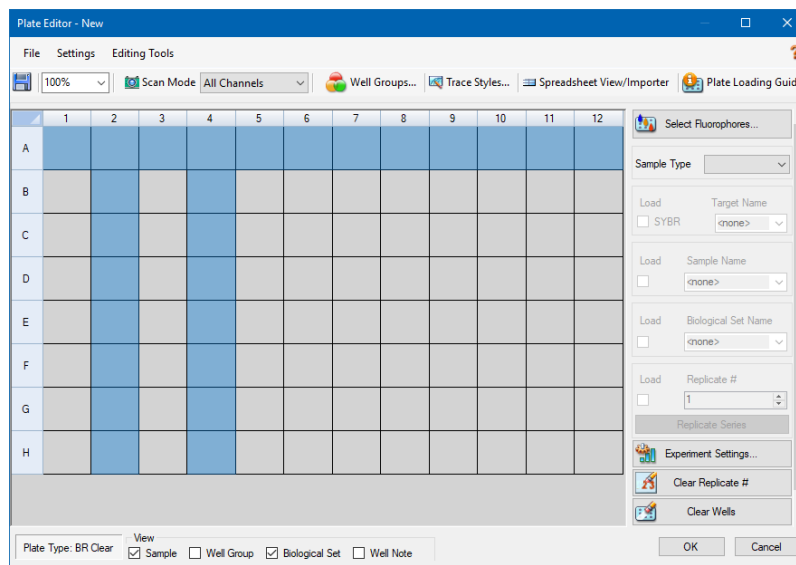 Plate Editor - New
File Settings Editing Tools
100% Scan Mode All Channels Well Groups... Trace Styles... Spreadsheet View/Importer Plate Loading Guid
1 2 3 4 5 6 7 8 9 10 11 12
A
B
C
D
E
F
G
H
Select Fluorophores...
Sample Type
Load Target Name
SYBR <none>
Load Sample Name
<none>
Load Biological Set Name
<none>
Load Replicate #
1
Replicate Series
Experiment Settings...
Clear Replicate #
Clear Wells
Plate Type: BR Clear
View
Sample Well Group Biological Set Well Note
OK Cancel